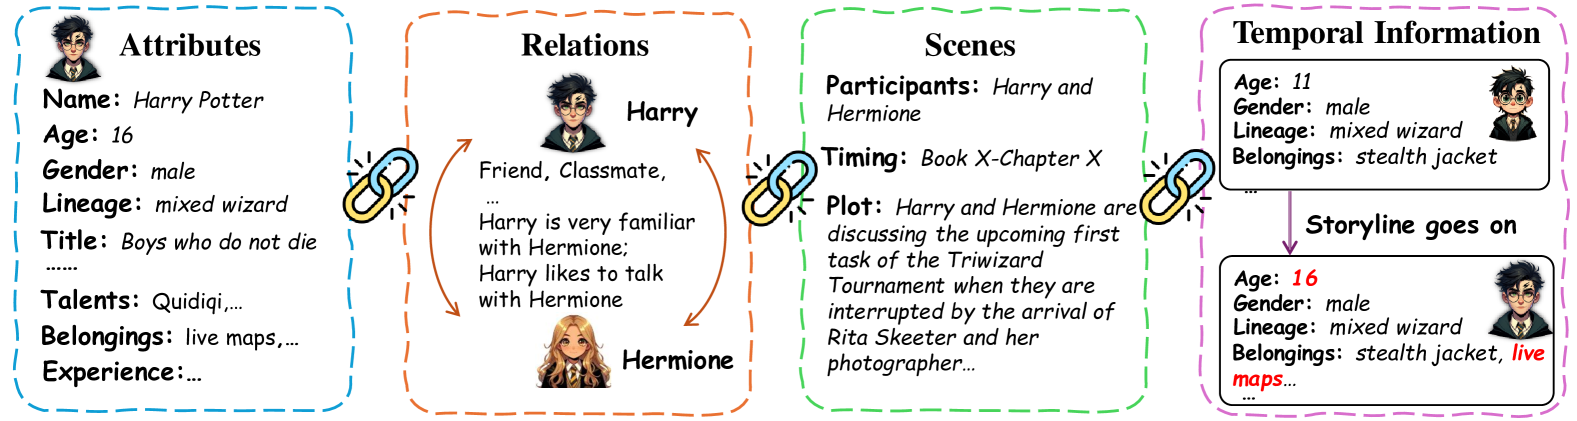 Attributes
Name: Harry Potter
Age: 16
Gender: male
Lineage: mixed wizard
Title: Boys who do not die
......
Talents: Quidiqi,...
Belongings: live maps,...
Experience:...
Relations
Harry
Friend, Classmate,
...
Harry is very familiar
with Hermione;
Harry likes to talk
with Hermione
Hermione
Scenes
Participants: Harry and
Hermione
Timing: Book X-Chapter X
Plot: Harry and Hermione are
discussing the upcoming first
task of the Triwizard
Tournament when they are
interrupted by the arrival of
Rita Skeeter and her
photographer...
Temporal Information
Age: 11
Gender: male
Lineage: mixed wizard
Belongings: stealth jacket
...
Storyline goes on
Age: 16
Gender: male
Lineage: mixed wizard
Belongings: stealth jacket, live
maps...
...